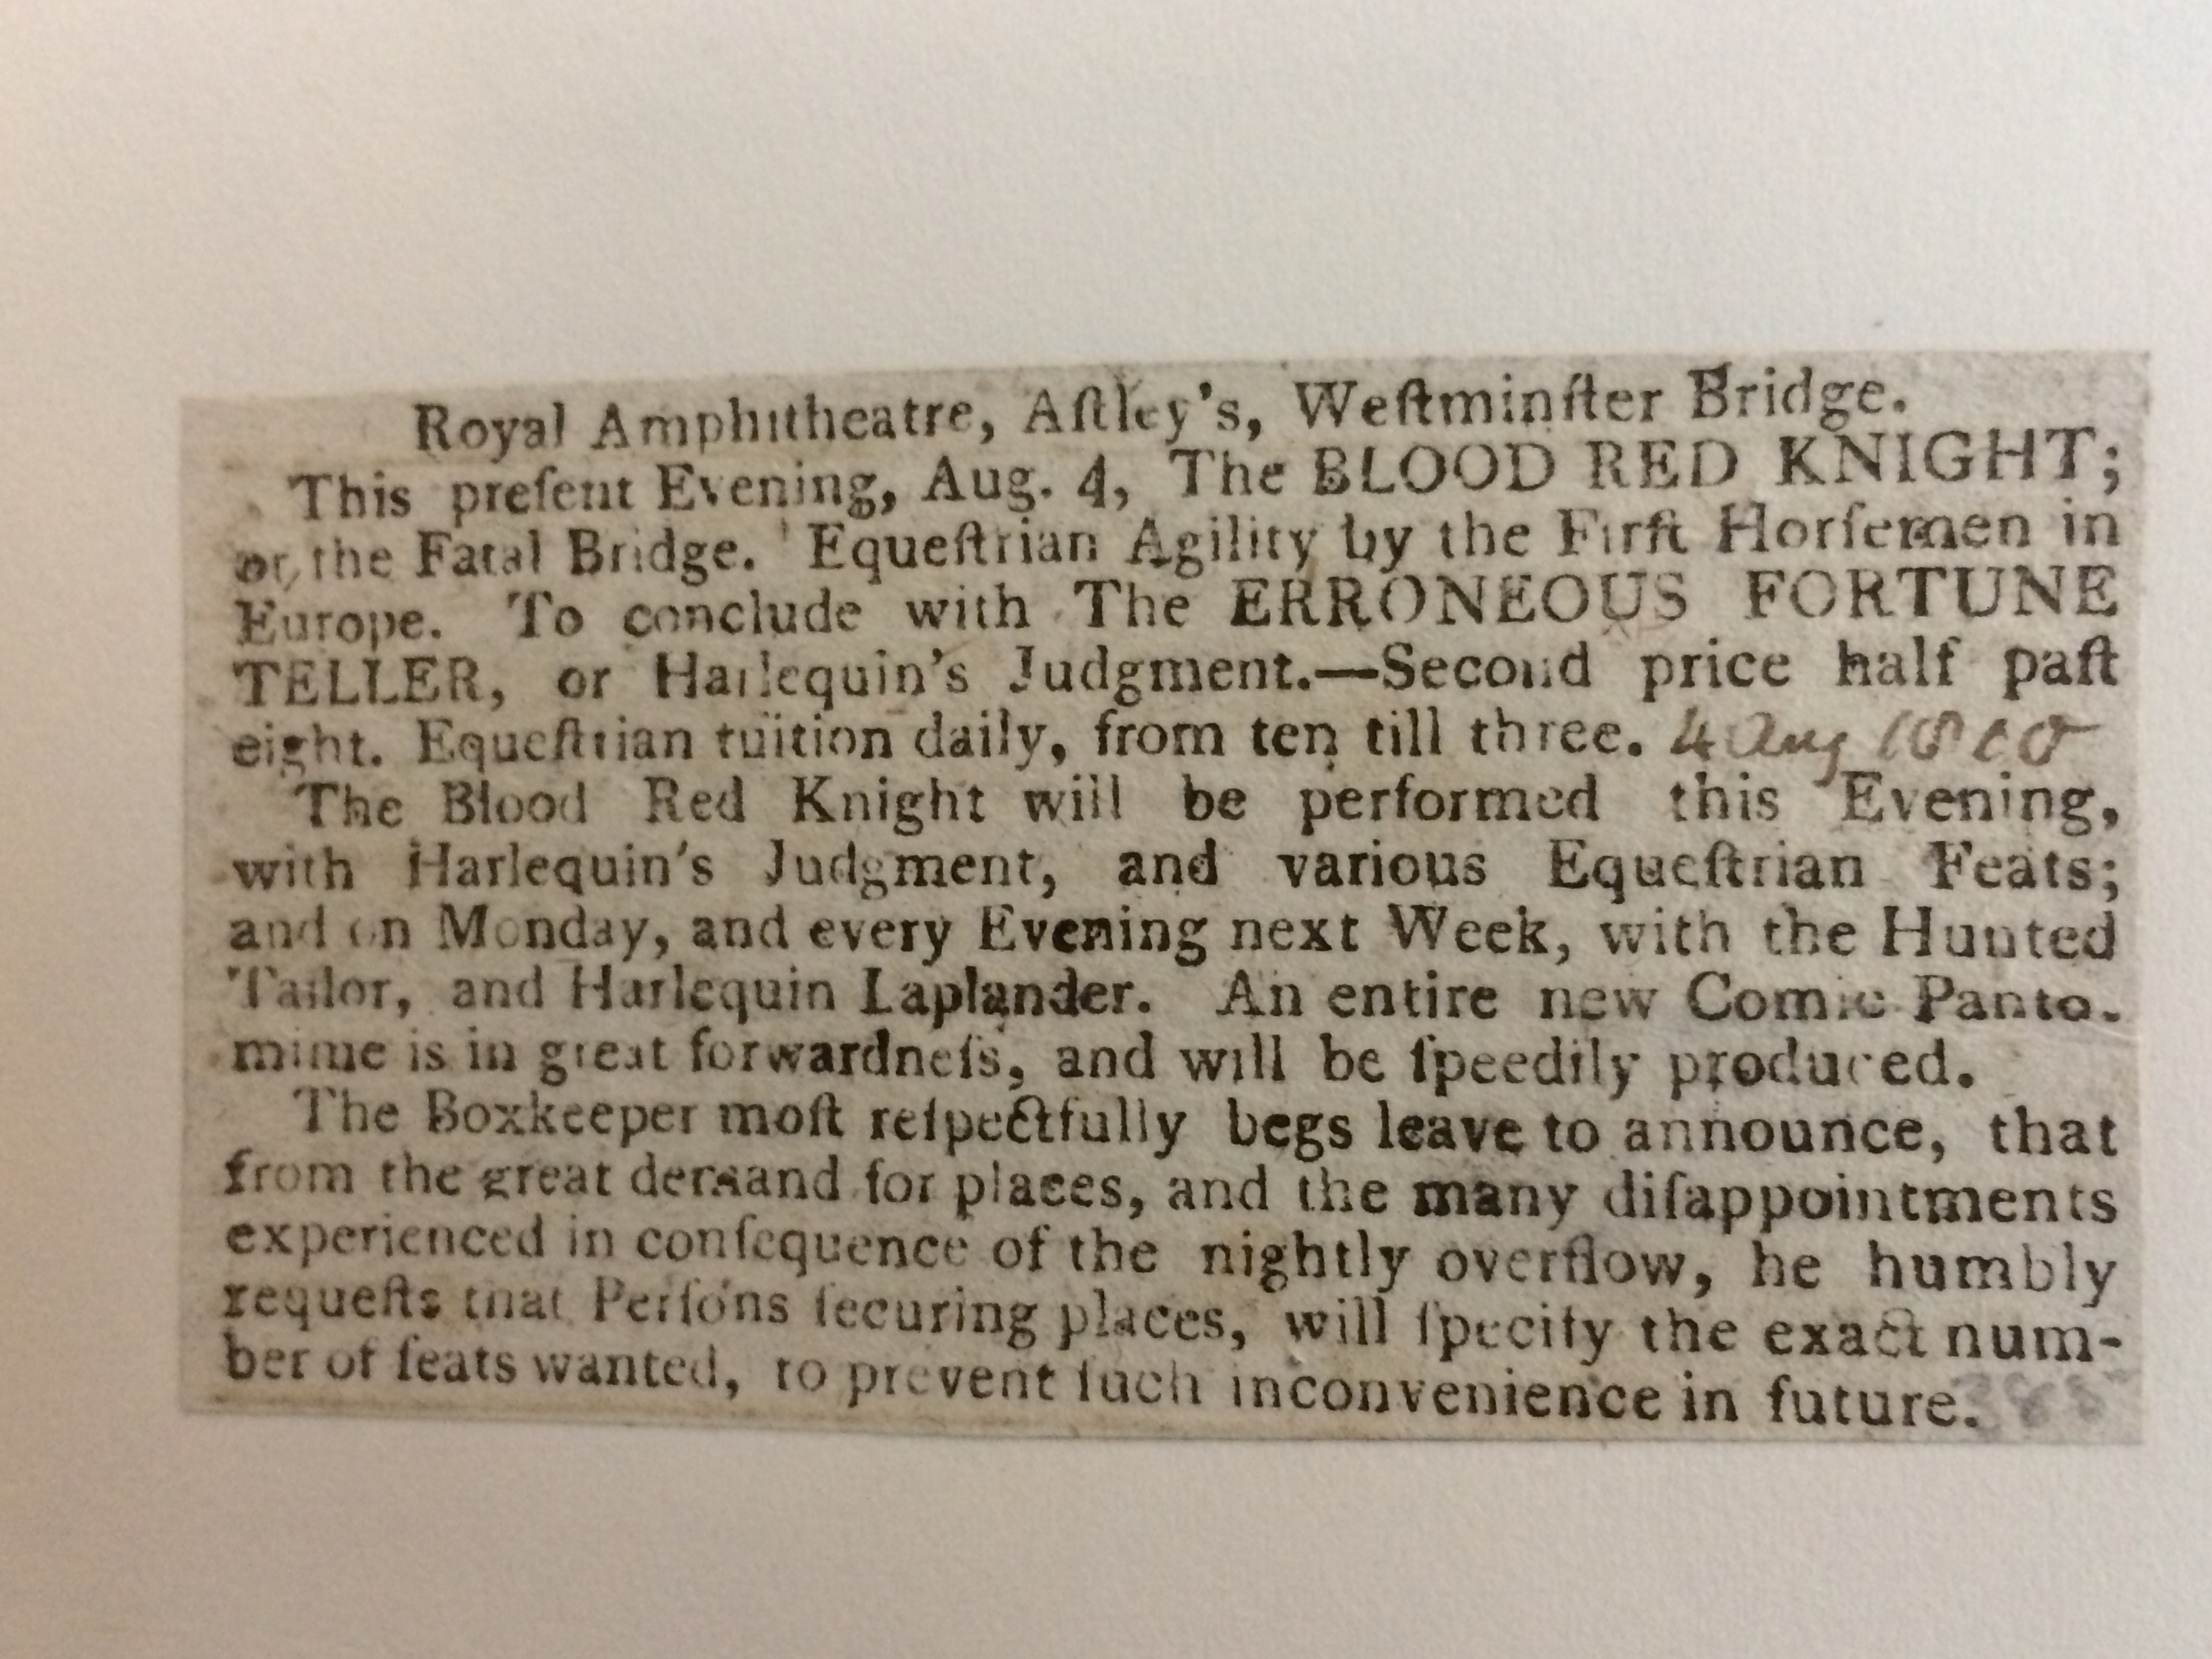 Royal Amphitheatre, Aſtley's, Weſtminſter Bridge.
This preſent Evening, Aug. 4, The BLOOD RED KNIGHT;
or, the Fatal Bridge. Equeſtrian Agility by the Firſt Horſemen in
Europe. To conclude with The ERRONEOUS FORTUNE
TELLER, or Harlequin's Judgment.—Second price half paſt
eight. Equeſtrian tuition daily, from ten till three. 4 Aug 1810
The Blood Red Knight will be performed this Evening,
with Harlequin's Judgment, and various Equeſtrian Feats;
and on Monday, and every Evening next Week, with the Hunted
Tailor, and Harlequin Laplander. An entire new Comic Panto-
mime is in great forwardneſs, and will be ſpeedily produced.
The Boxkeeper moſt reſpectfully begs leave to announce, that
from the great demand for places, and the many diſappointments
experienced in conſequence of the nightly overflow, he humbly
requeſts that Perſons ſecuring places, will ſpecify the exact num-
ber of ſeats wanted, to prevent ſuch inconvenience in future.